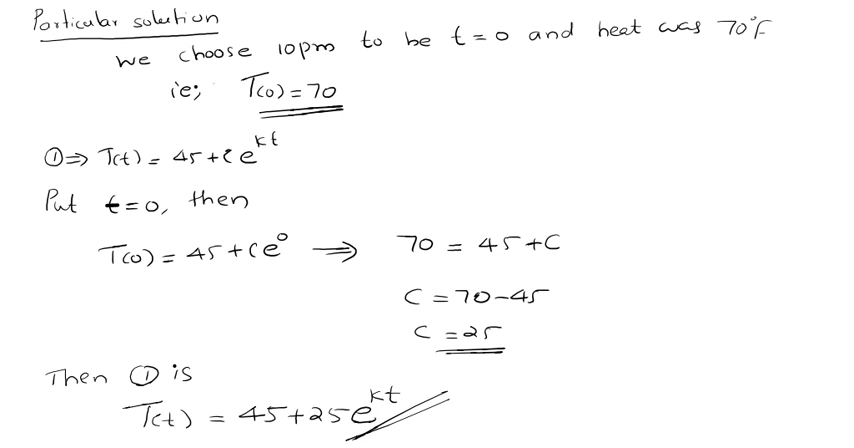 Particular solution
we choose 10pm to be t=0 and heat was 70°F
ie; T(0)=70
①⇒ T(t) = 45+Ce^kt
Put t=0, then
T(0) = 45+Ce^0 ⟹ 70 = 45+C
C = 70-45
C = 25
Then ① is
T(t) = 45+25e^kt